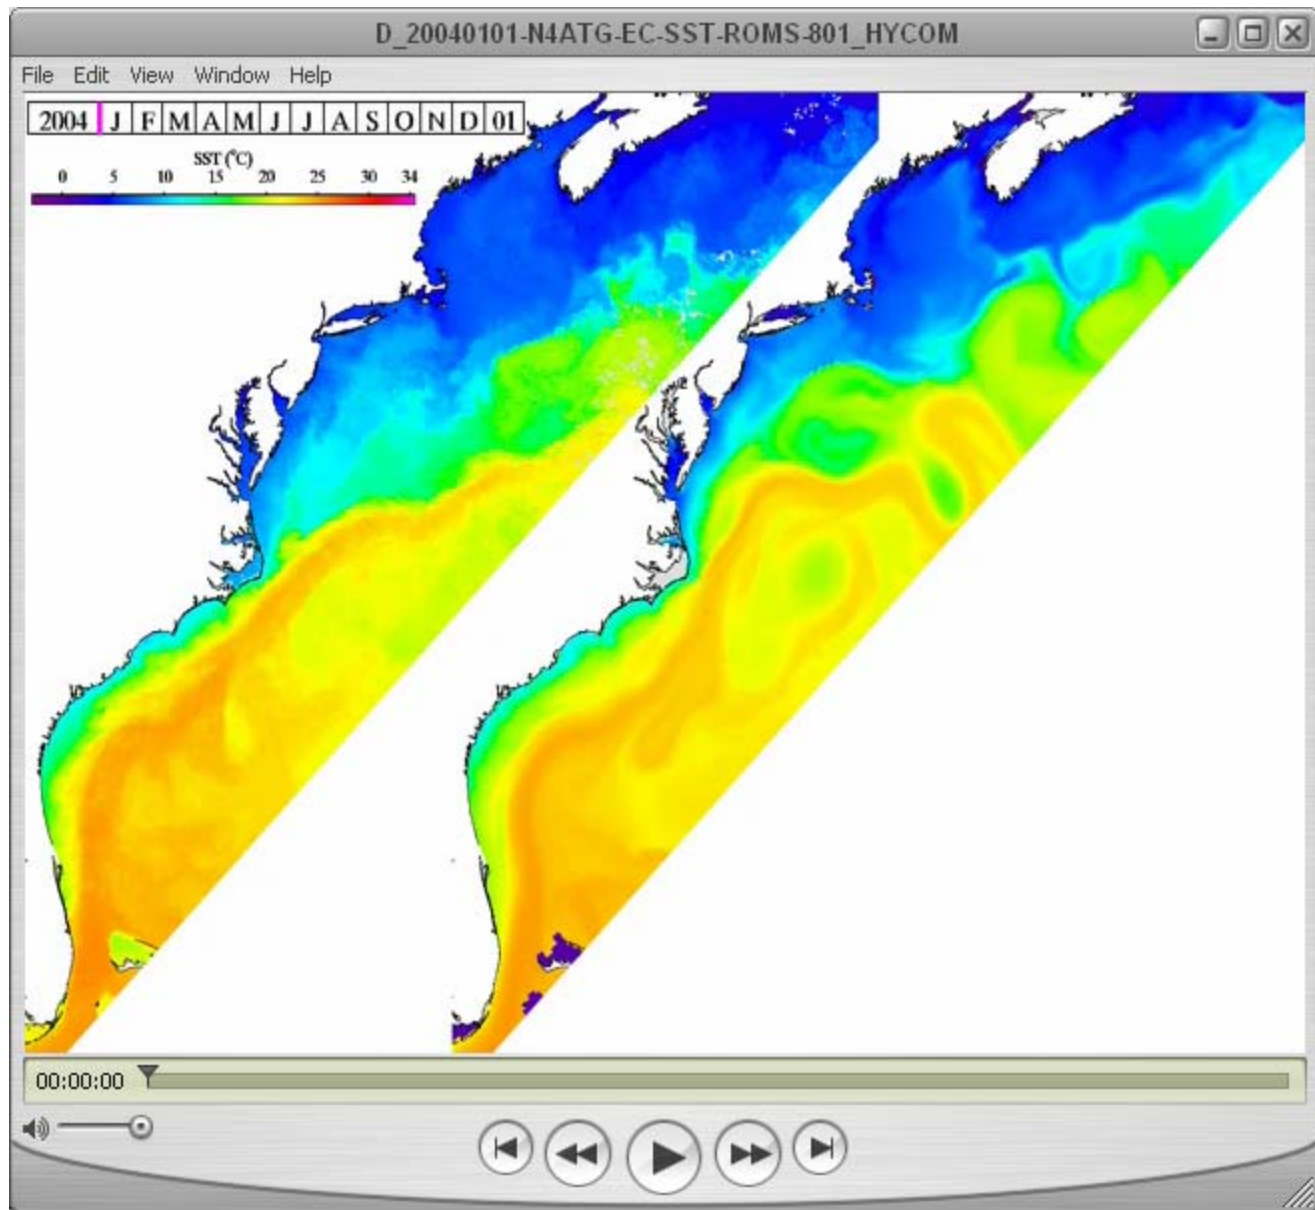 D_20040101-N4ATG-EC-SST-ROMS-801_HYCOM
File Edit View Window Help
2004 J F M A M J J A S O N D 01
SST (°C)
0 5 10 15 20 25 30 34
00:00:00